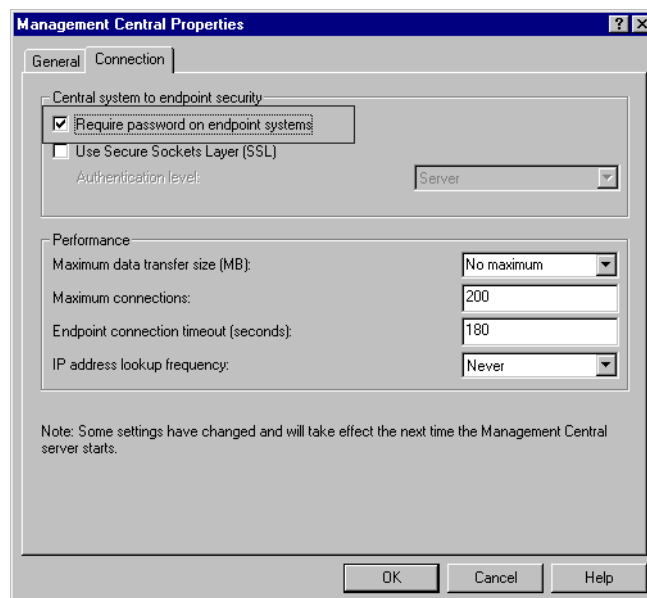 Management Central Properties
General
Connection
Central system to endpoint security
Require password on endpoint systems
Use Secure Sockets Layer (SSL)
Authentication level:
Server
Performance
Maximum data transfer size (MB):
No maximum
Maximum connections:
200
Endpoint connection timeout (seconds):
180
IP address lookup frequency:
Never
Note: Some settings have changed and will take effect the next time the Management Central
server starts.
OK
Cancel
Help